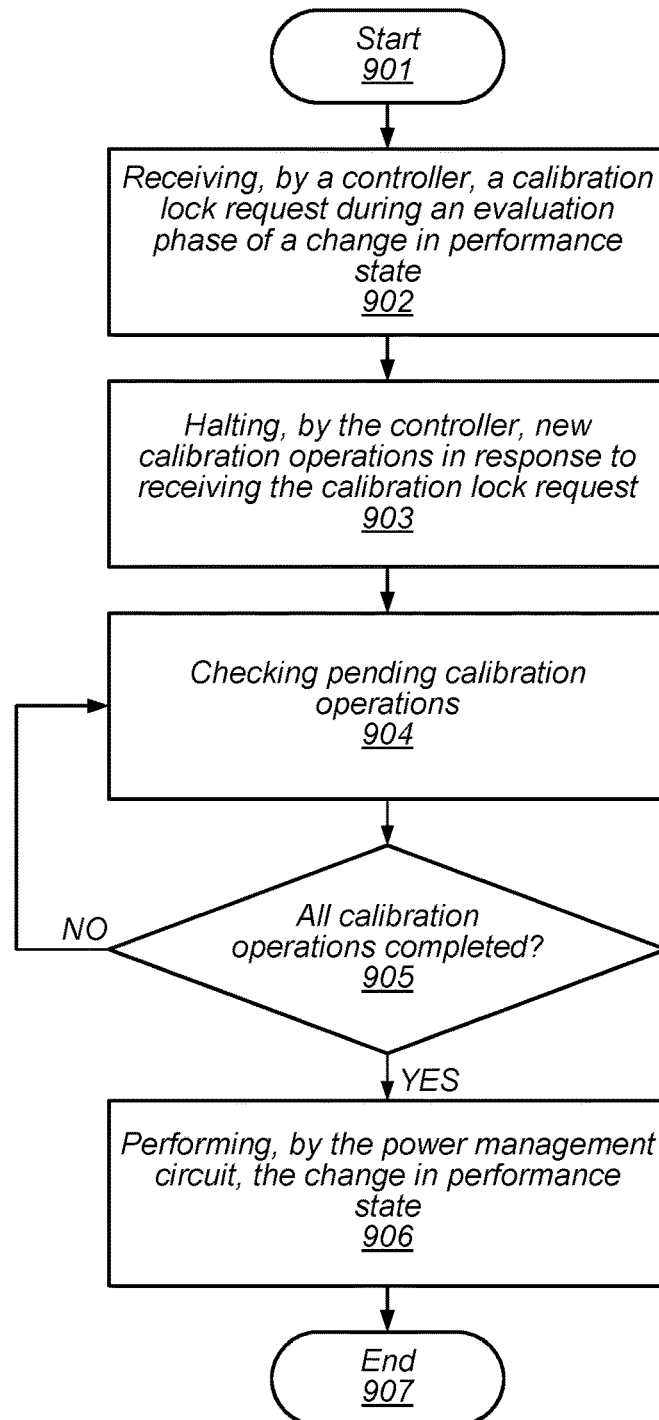 Start
901
Receiving, by a controller, a calibration
lock request during an evaluation
phase of a change in performance
state
902
Halting, by the controller, new
calibration operations in response to
receiving the calibration lock request
903
Checking pending calibration
operations
904
All calibration
operations completed?
905
NO
YES
Performing, by the power management
circuit, the change in performance
state
906
End
907